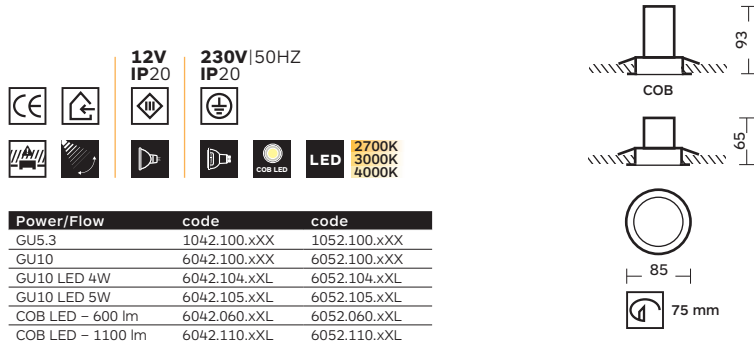 12V
IP20
230V|50HZ
IP20
CE
III
COB LED
LED
2700K
3000K
4000K
Power/Flow code code
GU5.3 1042.100.xXX 1052.100.xXX
GU10 6042.100.xXX 6052.100.xXX
GU10 LED 4W 6042.104.xXL 6052.104.xXL
GU10 LED 5W 6042.105.xXL 6052.105.xXL
COB LED – 600 lm 6042.060.xXL 6052.060.xXL
COB LED – 1100 lm 6042.110.xXL 6052.110.xXL
93
COB
65
85
75 mm